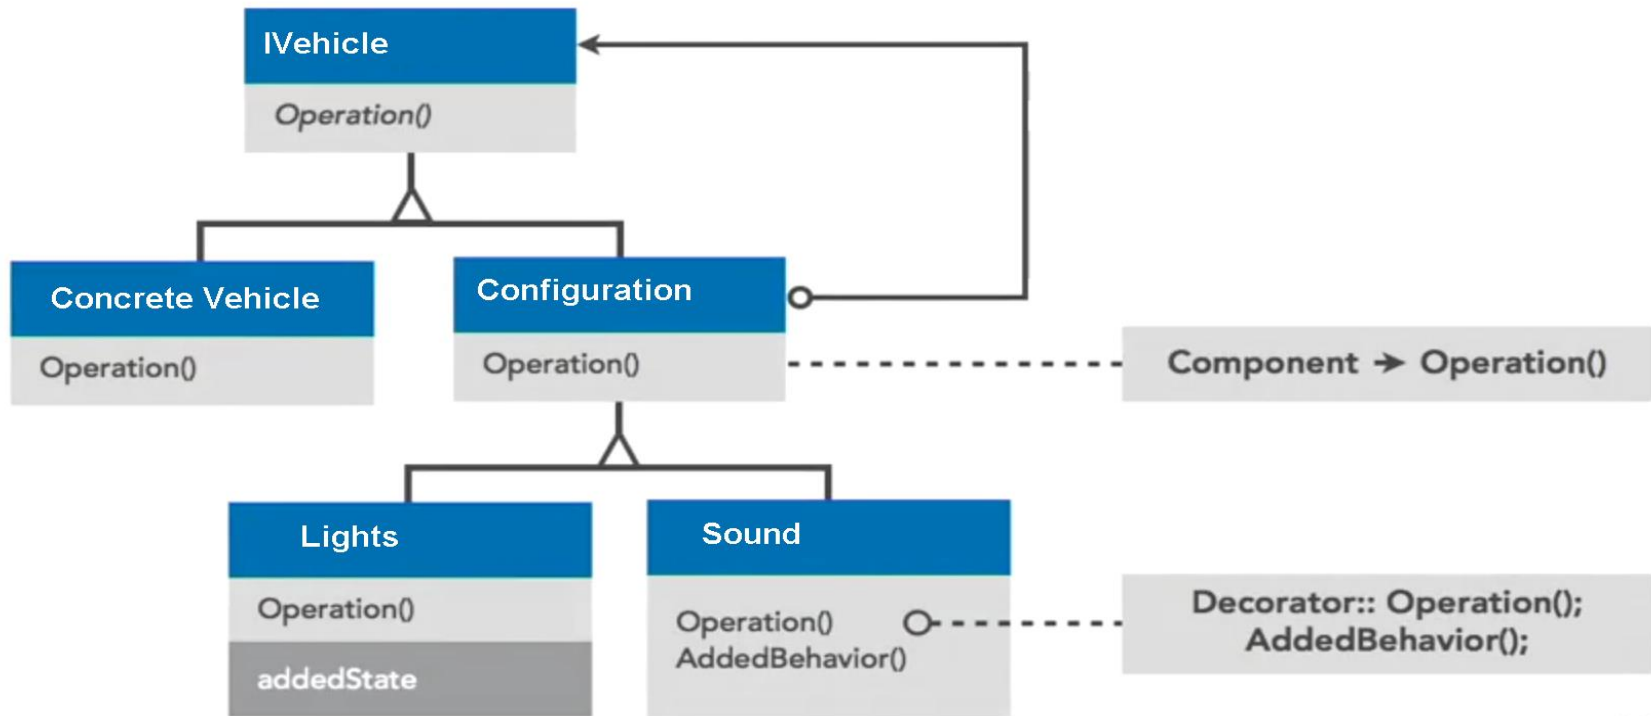 IVehicle
Operation()
Concrete Vehicle
Operation()
Configuration
Operation()
Component → Operation()
Lights
Operation()
addedState
Sound
Operation()
AddedBehavior()
Decorator:: Operation();
AddedBehavior();